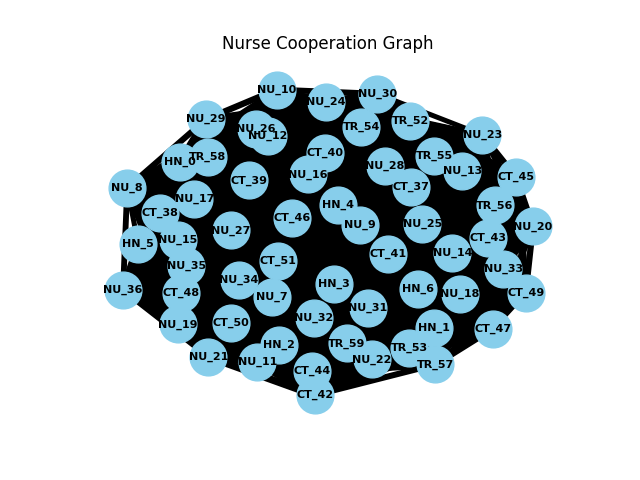 Nurse Cooperation Graph
NU_10
NU_30
NU_24
NU_29
TR_52
NU_26
TR_54
NU_12
NU_23
CT_40
TR_58
TR_55
HN_0
NU_28
NU_13
NU_16
CT_45
CT_39
NU_8
CT_37
NU_17
HN_4
TR_56
CT_38
CT_46
NU_9
NU_25
NU_20
NU_27
NU_15
CT_43
HN_5
NU_14
CT_41
CT_51
NU_35
NU_33
NU_34
HN_3
HN_6
NU_36
CT_48
NU_18
CT_49
NU_7
NU_31
NU_32
CT_50
NU_19
HN_1
CT_47
TR_59
HN_2
TR_53
NU_21
NU_22
NU_11
TR_57
CT_44
CT_42